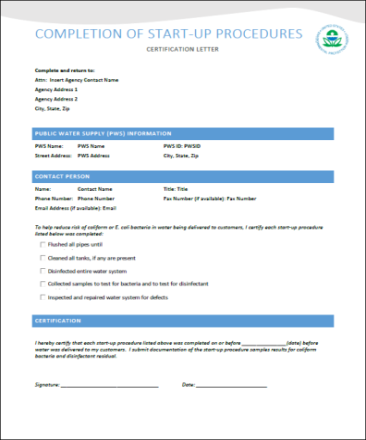 COMPLETION OF START-UP PROCEDURES
CERTIFICATION LETTER
Complete and return to:
Attn: Insert Agency Contact Name
Agency Address 1
Agency Address 2
City, State, Zip
PUBLIC WATER SUPPLY (PWS) INFORMATION
PWS Name: PWS Name PWS ID: PWSID
Street Address: PWS Address City, State, Zip
CONTACT PERSON
Name: Contact Name Title: Title
Phone Number: Phone Number Fax Number (if available): Fax Number
Email Address (if available): Email
To help reduce risk of coliform or E. coli bacteria in water being delivered to customers, I certify each start-up procedure
listed below was completed:
Flushed all pipes until
Cleaned all tanks, if any are present
Disinfected entire water system
Collected samples to test for bacteria and to test for disinfectant
Inspected and repaired water system for defects
CERTIFICATION
I hereby certify that each start-up procedure listed above was completed on or before ________________(date) before
water was delivered to my customers. I submit documentation of the start-up procedure samples results for coliform
bacteria and disinfectant residual
Signature: ______________________________ Date: ______________________________